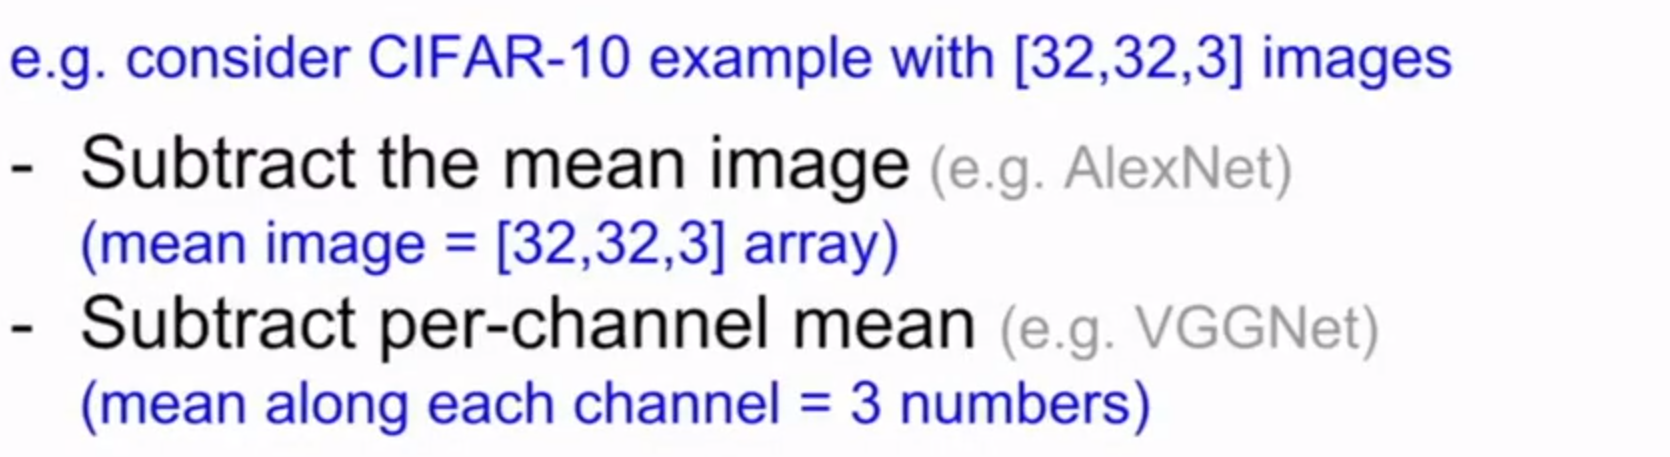 e.g. consider CIFAR-10 example with [32,32,3] images
- Subtract the mean image (e.g. AlexNet)
(mean image = [32,32,3] array)
- Subtract per-channel mean (e.g. VGGNet)
(mean along each channel = 3 numbers)